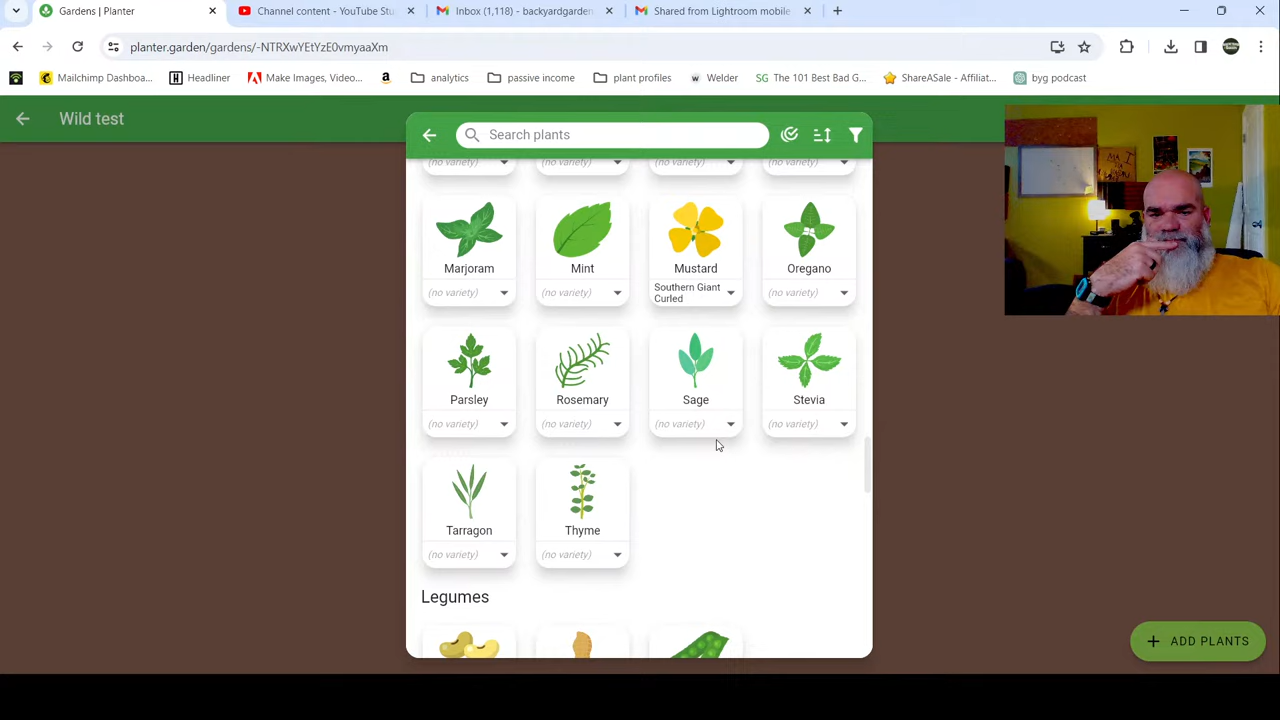 Gardens | Planter
Channel content - YouTube Stu
Inbox (1,118) - backyardgarden
Shared from Lightroom mobile
planter.garden/gardens/-NTRXwYEtYzE0vmyaaXm
Mailchimp Dashboa...
Headliner
Make Images, Video...
analytics
passive income
plant profiles
Welder
SG The 101 Best Bad G...
ShareASale - Affiliat...
byg podcast
Wild test
Search plants
(no variety) (no variety) (no variety) (no variety)
Marjoram Mint Mustard Oregano
(no variety) (no variety) Southern Giant (no variety)
Curled
Parsley Rosemary Sage Stevia
(no variety) (no variety) (no variety) (no variety)
Tarragon Thyme
(no variety) (no variety)
Legumes
+ ADD PLANTS